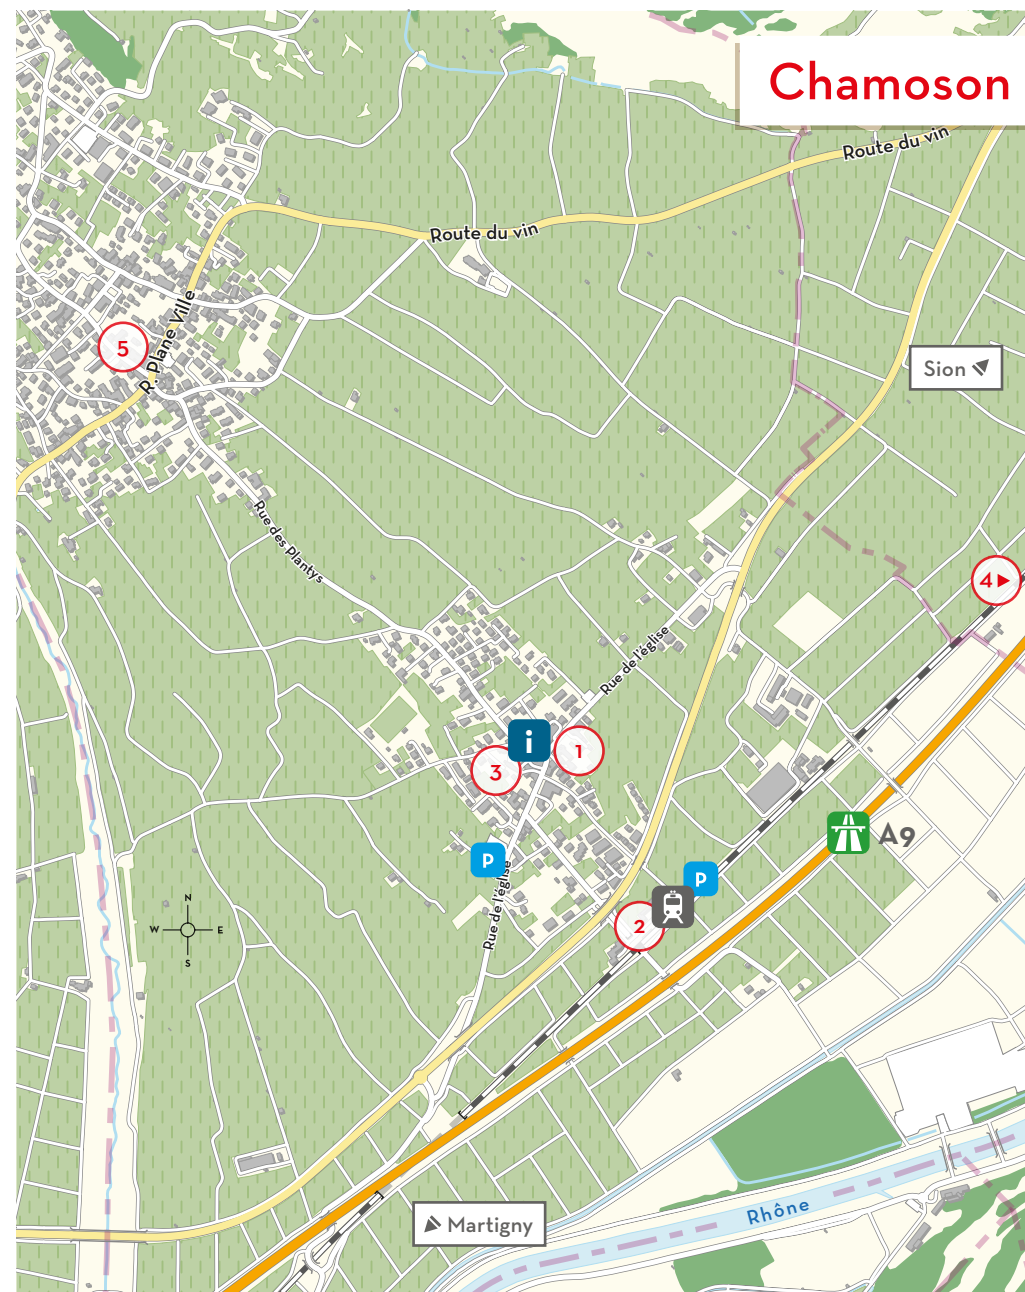 Chamoson
Route du vin
Route du vin
R. Plane Ville
5
Sion
Rue des Plantys
4
Rue de l'église
i
1
3
A9
P
P
Rue de l'église
2
N
W E
S
Rhône
Martigny